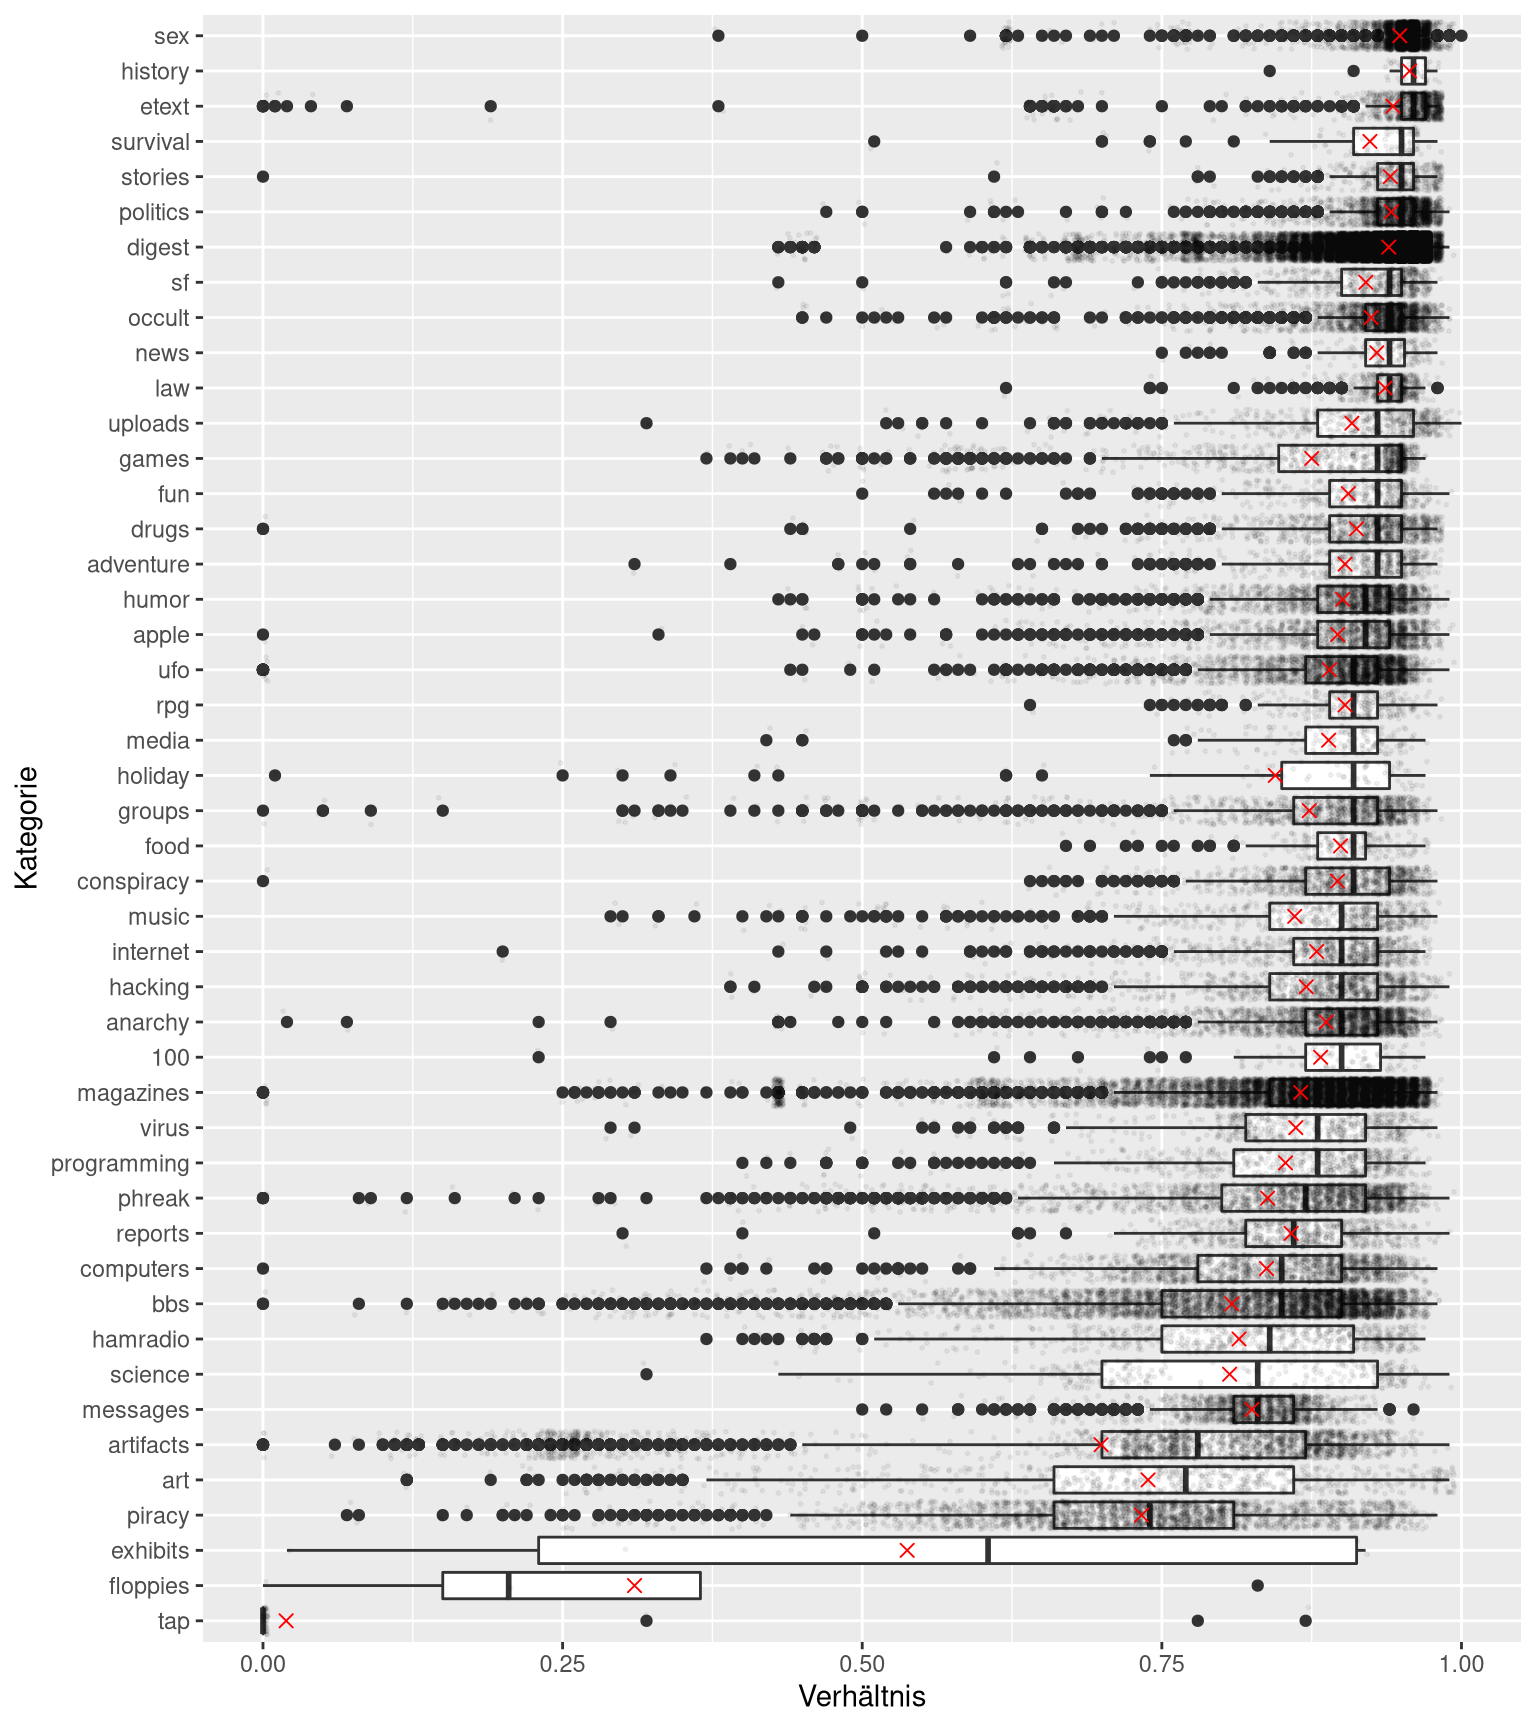 Kategorie
sex
history
etext
survival
stories
politics
digest
sf
occult
news
law
uploads
games
fun
drugs
adventure
humor
apple
ufo
rpg
media
holiday
groups
food
conspiracy
music
internet
hacking
anarchy
100
magazines
virus
programming
phreak
reports
computers
bbs
hamradio
science
messages
artifacts
art
piracy
exhibits
floppies
tap
0.00 0.25 0.50 0.75 1.00
Verhältnis